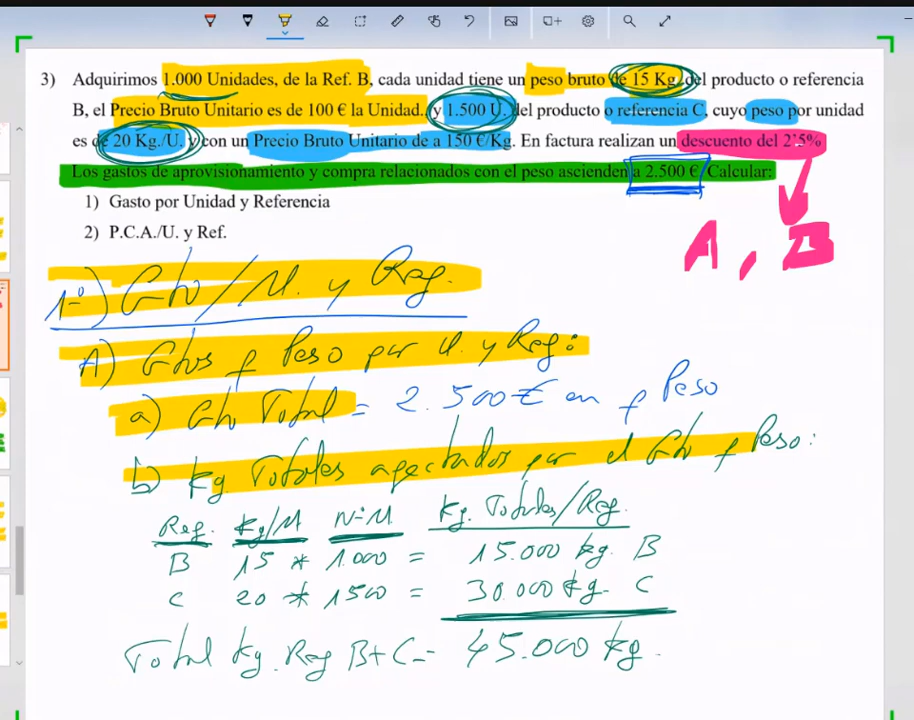 3) Adquirimos 1.000 Unidades, de la Ref. B, cada unidad tiene un peso bruto de 15 Kg. del producto o referencia
B, el Precio Bruto Unitario es de 100 € la Unidad. y 1.500 U. del producto o referencia C, cuyo peso por unidad
es de 20 Kg./U. y con un Precio Bruto Unitario de a 150 €/Kg. En factura realizan un descuento del 2’5%
Los gastos de aprovisionamiento y compra relacionados con el peso ascienden a 2.500 € Calcular:
1) Gasto por Unidad y Referencia
2) P.C.A./U. y Ref.
A, B
1º) Gto/U. y Ref.
A) Gtos f Peso por U. y Ref:
a) Gto Total = 2.500€ en f Peso
b) Kg Totales afectados por el Gto f Peso:
Ref. Kg/U Nº U Kg. Totales/Ref.
B 15 * 1.000 = 15.000 kg. B
C 20 * 1500 = 30.000 kg. C
Total kg. Ref B+C = 45.000 kg.